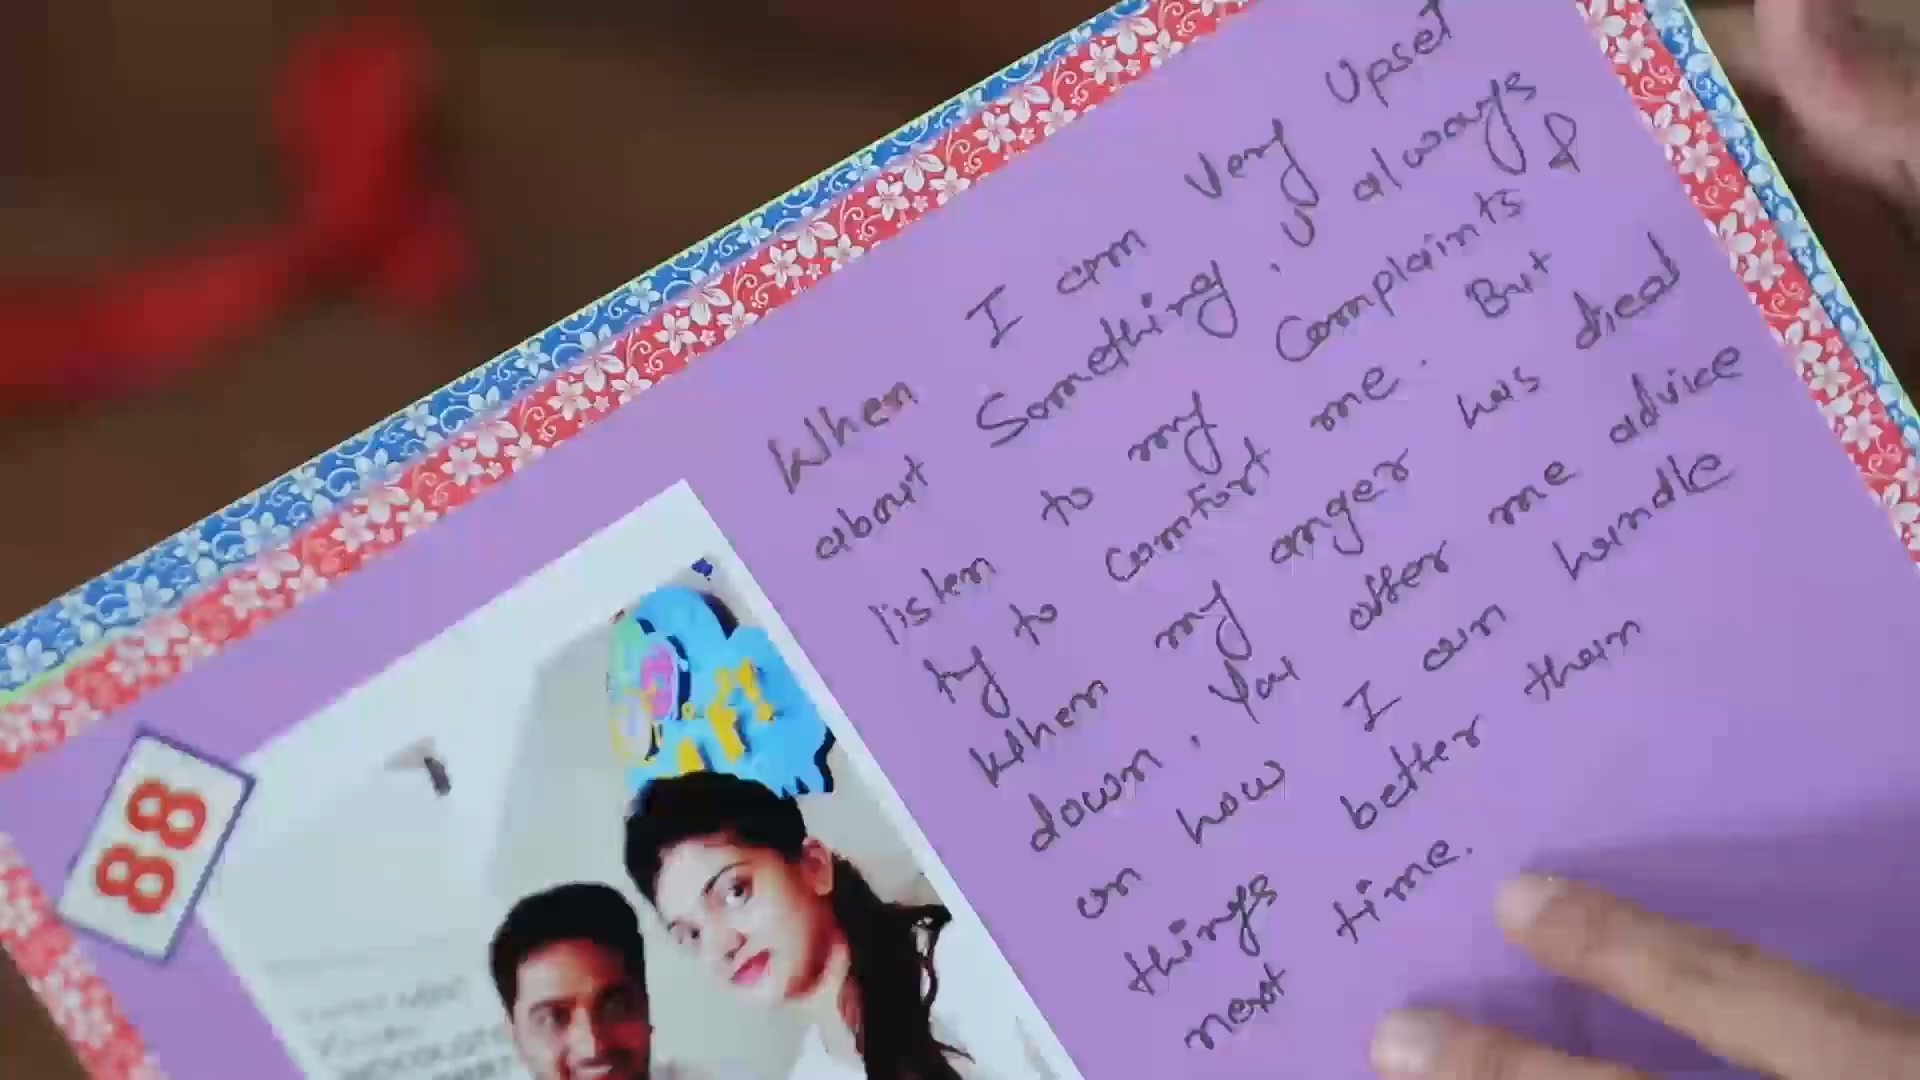 When I am Very Upset
about Something, U always
listen to my Complaints &
try to Comfort me. But
When my anger has died
down, You offer me advice
on how I can handle
things better than
next time.
88